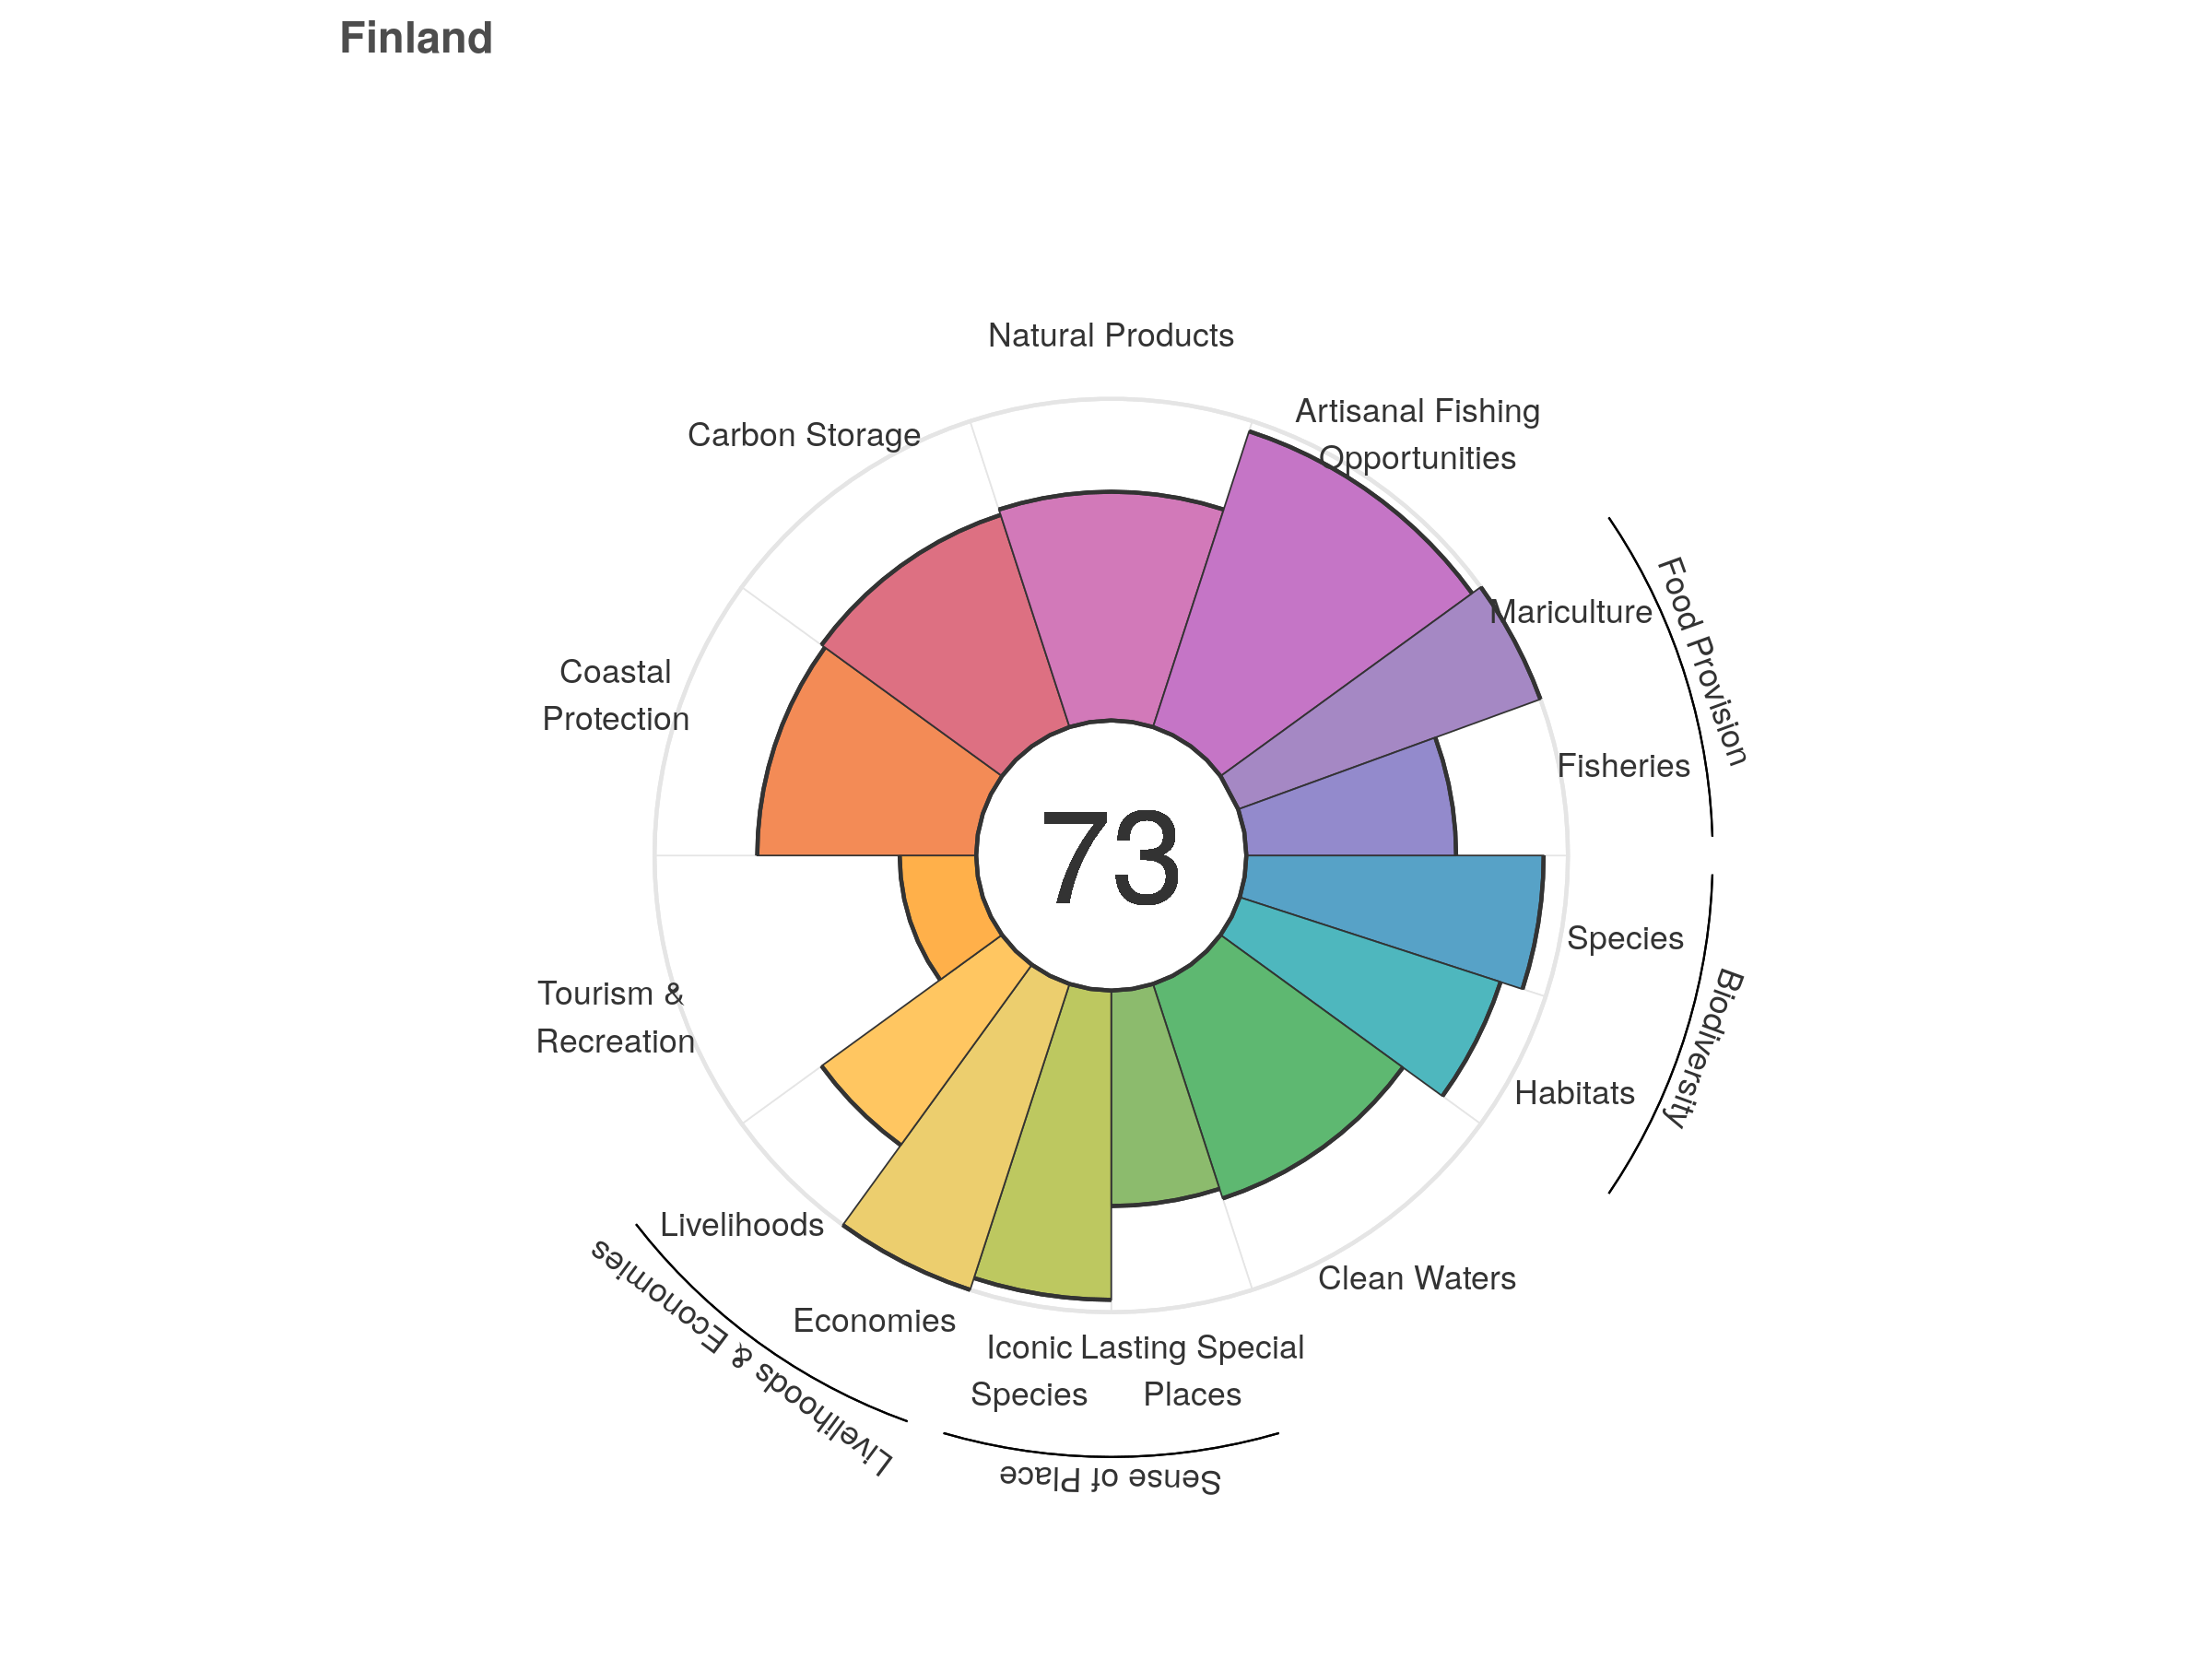 Finland
Natural Products
Carbon Storage
Artisanal Fishing
Opportunities
Mariculture
Food Provision
Coastal
Protection
Fisheries
73
Species
Biodiversity
Tourism &
Recreation
Habitats
Livelihoods
Clean Waters
Livelihoods & Economies
Economies
Iconic
Species
Lasting Special
Places
Sense of Place